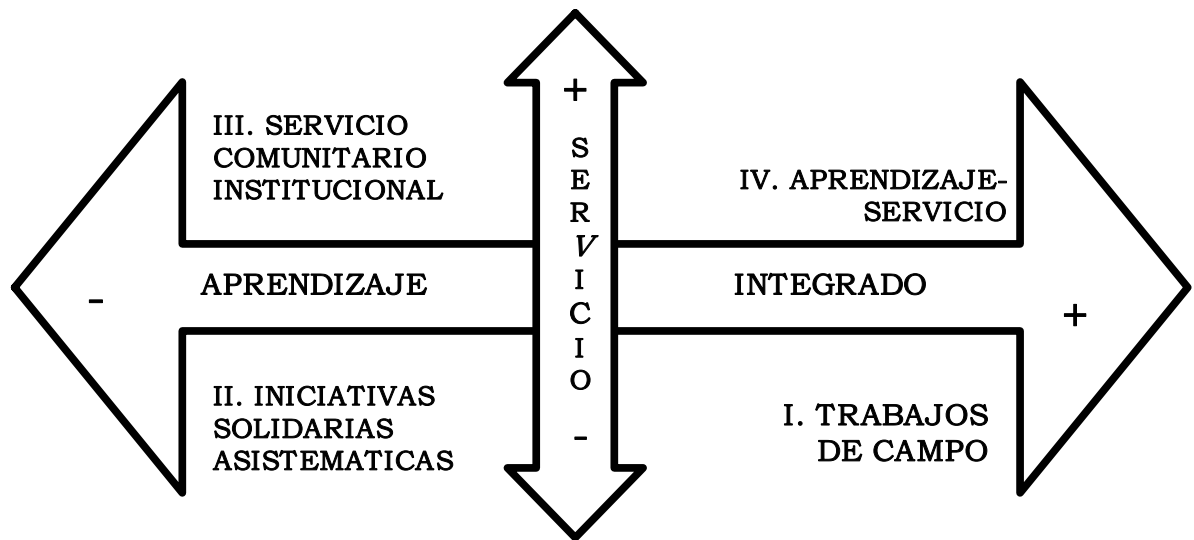 +
III. SERVICIO
COMUNITARIO
INSTITUCIONAL
S
E
R
V
I
C
I
O
IV. APRENDIZAJE-
SERVICIO
- APRENDIZAJE
INTEGRADO +
II. INICIATIVAS
SOLIDARIAS
ASISTEMATICAS
-
I. TRABAJOS
DE CAMPO